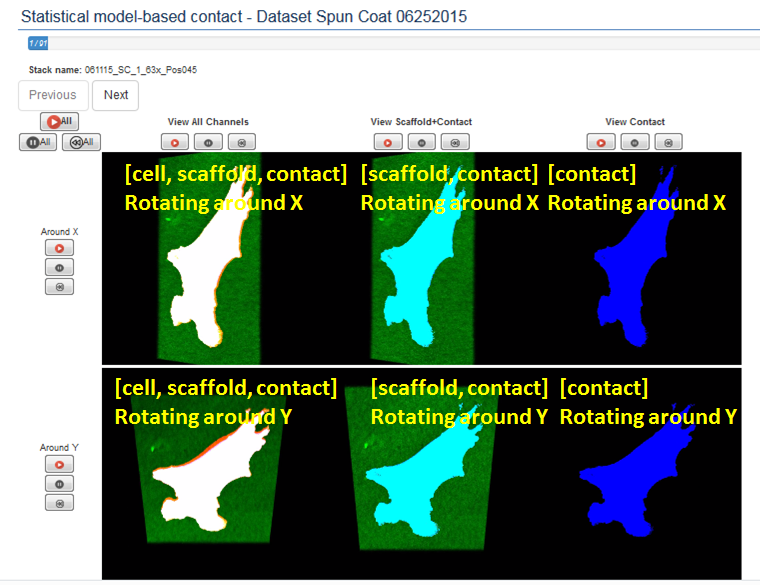 Statistical model-based contact - Dataset Spun Coat 06252015
1 / 91
Stack name: 061115_SC_1_63x_Pos045
Previous Next
All
All All
View All Channels View Scaffold+Contact View Contact
Around X
[cell, scaffold, contact] [scaffold, contact] [contact]
Rotating around X Rotating around X Rotating around X
Around Y
[cell, scaffold, contact] [scaffold, contact] [contact]
Rotating around Y Rotating around Y Rotating around Y